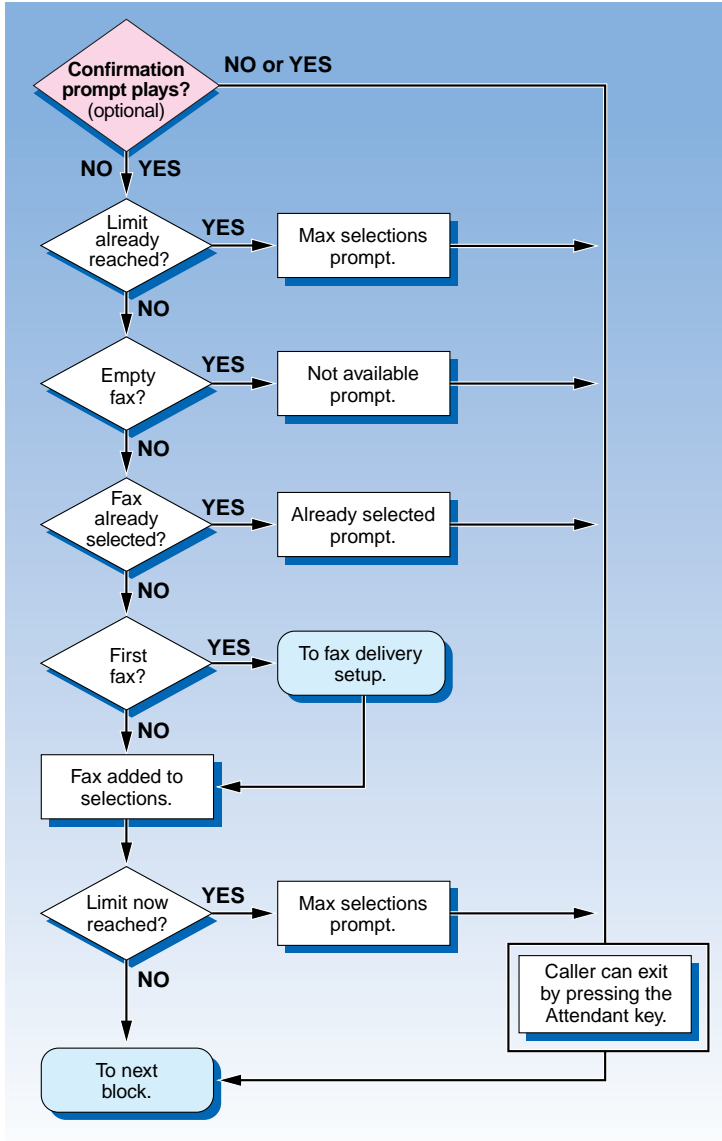 Confirmation
prompt plays?
(optional)
NO or YES
NO YES
Limit
already
reached?
YES
Max selections
prompt.
NO
Empty
fax?
YES
Not available
prompt.
NO
Fax
already
selected?
YES
Already selected
prompt.
NO
First
fax?
YES
To fax delivery
setup.
NO
Fax added to
selections.
Limit now
reached?
YES
Max selections
prompt.
NO
Caller can exit
by pressing the
Attendant key.
To next
block.